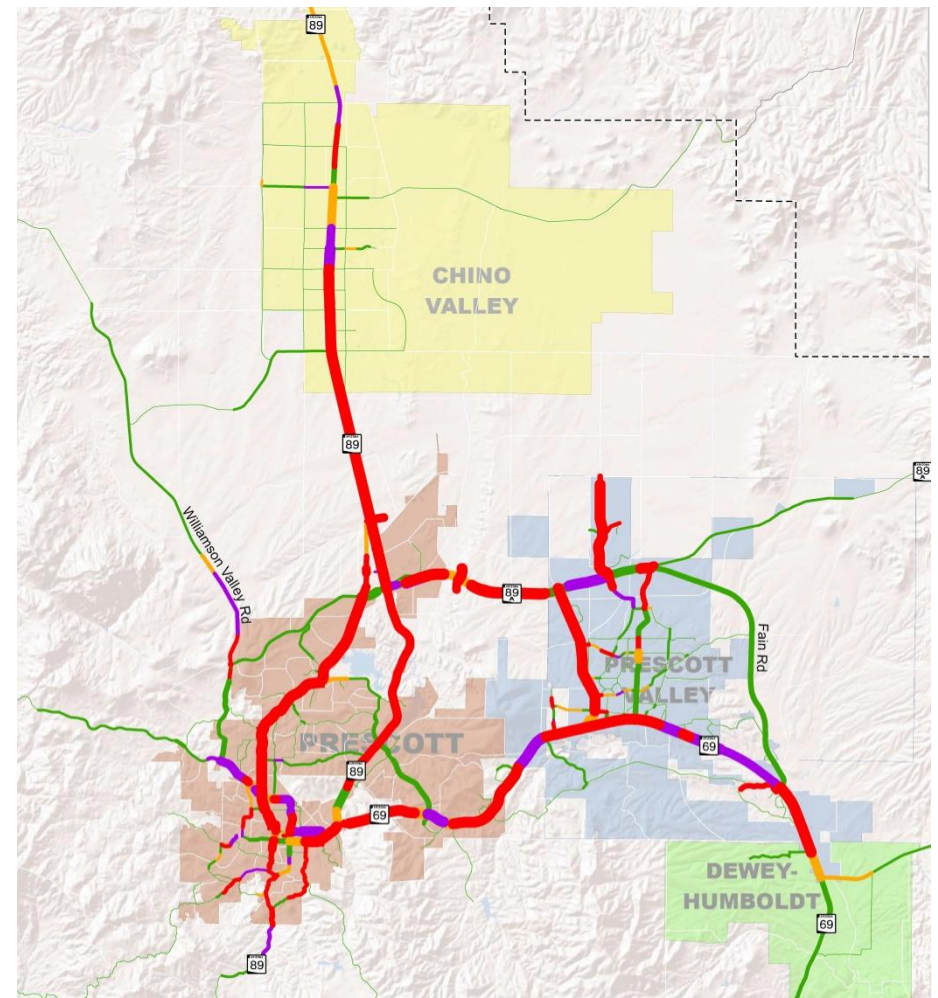 89
CHINO
VALLEY
89
89
A
Williamson Valley Rd
89
A
Fain Rd
PRESCOTT
VALLEY
PRESCOTT
69
89
69
DEWEY-
HUMBOLDT
69
89